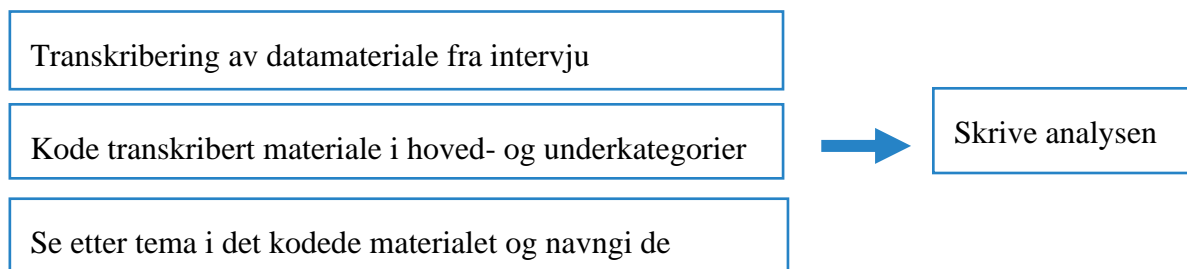 Transkribering av datamateriale fra intervju
Kode transkribert materiale i hoved- og underkategorier
Se etter tema i det kodede materialet og navngi de
Skrive analysen